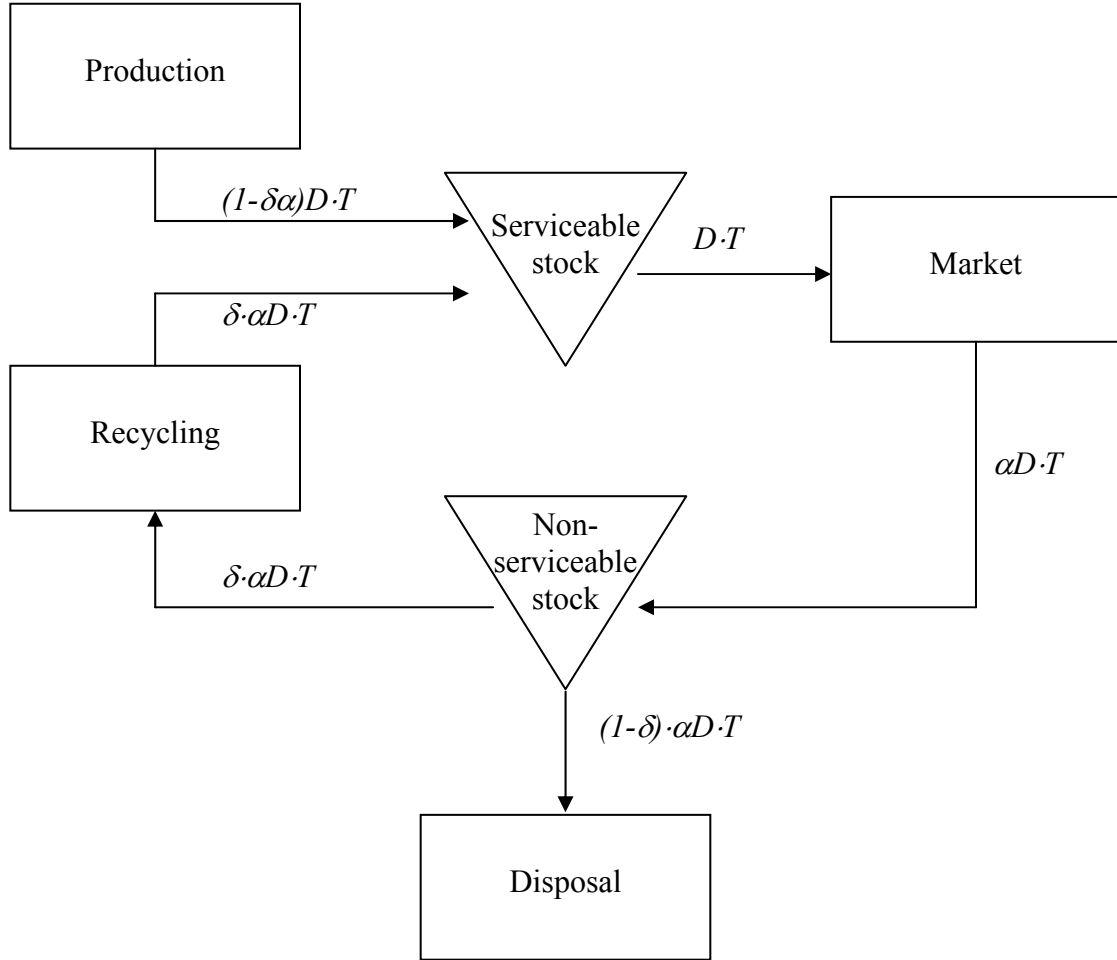 Production
(1-δα)D·T
Serviceable
stock
D·T
Market
δ·αD·T
Recycling
αD·T
Non-
serviceable
stock
δ·αD·T
(1-δ)·αD·T
Disposal